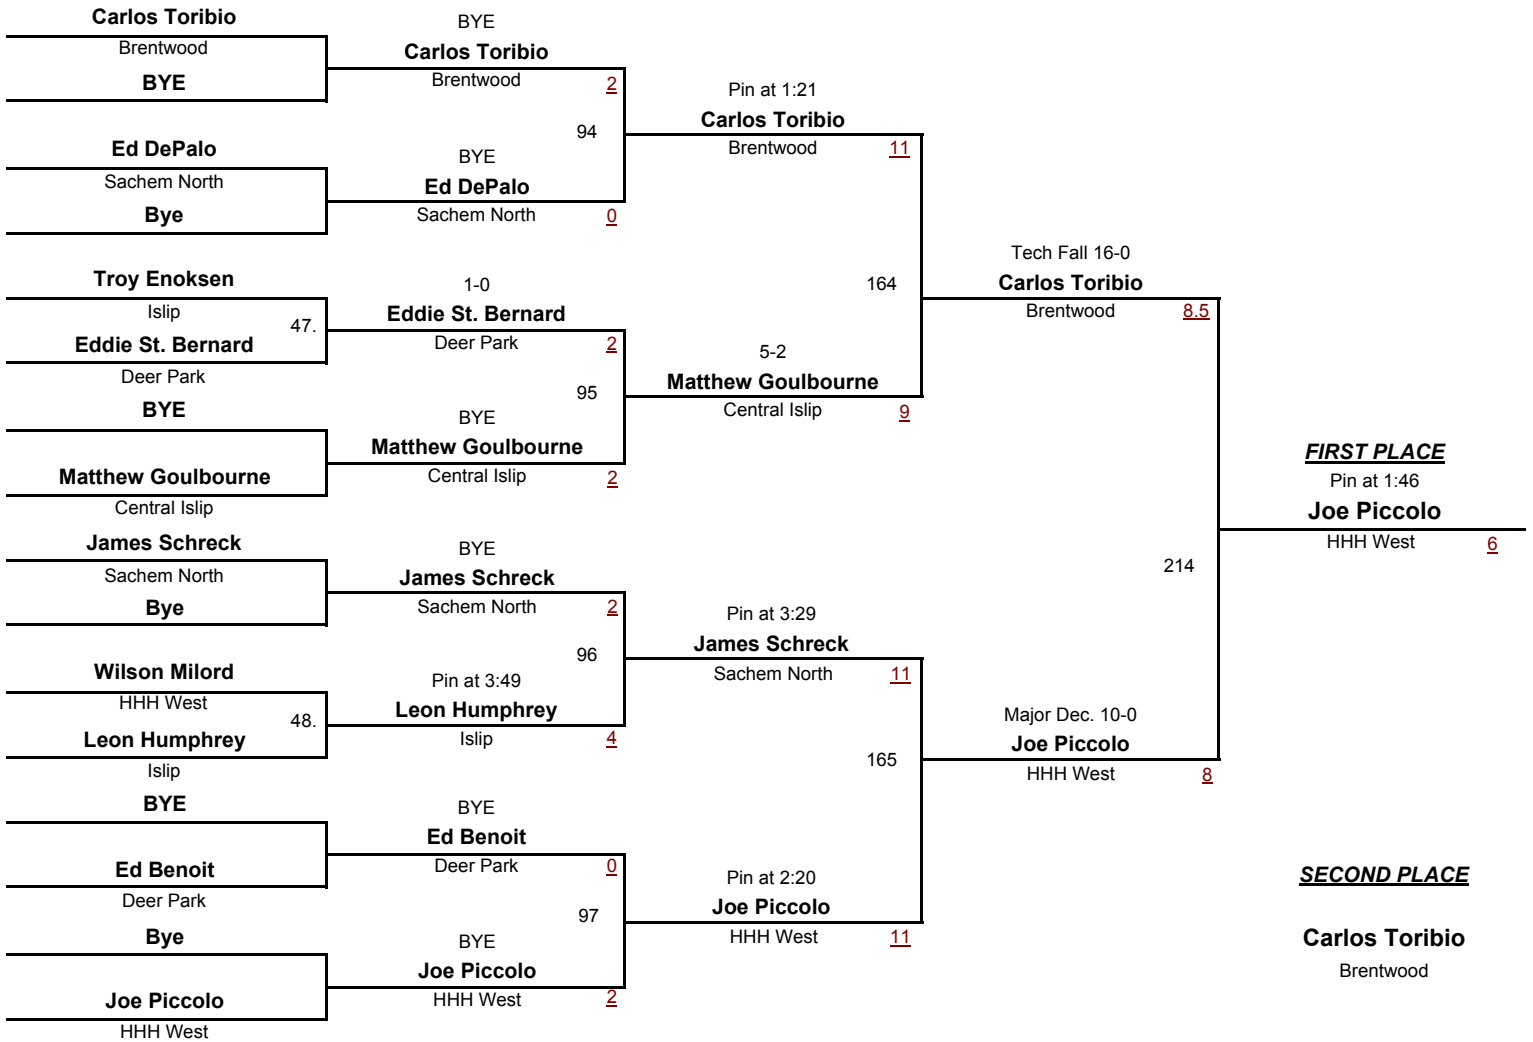 Carlos Toribio
Brentwood
BYE
Ed DePalo
Sachem North
Bye
Troy Enoksen
Islip
47.
Eddie St. Bernard
Deer Park
BYE
Matthew Goulbourne
Central Islip
James Schreck
Sachem North
Bye
Wilson Milord
HHH West
48.
Leon Humphrey
Islip
BYE
Ed Benoit
Deer Park
Bye
Joe Piccolo
HHH West
BYE
Carlos Toribio
Brentwood 2
94
BYE
Ed DePalo
Sachem North 0
1-0
Eddie St. Bernard
Deer Park 2
95
BYE
Matthew Goulbourne
Central Islip 2
BYE
James Schreck
Sachem North 2
96
Pin at 3:49
Leon Humphrey
Islip 4
BYE
Ed Benoit
Deer Park 0
97
BYE
Joe Piccolo
HHH West 2
Pin at 1:21
Carlos Toribio
Brentwood 11
164
5-2
Matthew Goulbourne
Central Islip 9
Pin at 3:29
James Schreck
Sachem North 11
165
Pin at 2:20
Joe Piccolo
HHH West 11
Tech Fall 16-0
Carlos Toribio
Brentwood 8.5
214
Major Dec. 10-0
Joe Piccolo
HHH West 8
FIRST PLACE
Pin at 1:46
Joe Piccolo
HHH West 6
SECOND PLACE
Carlos Toribio
Brentwood